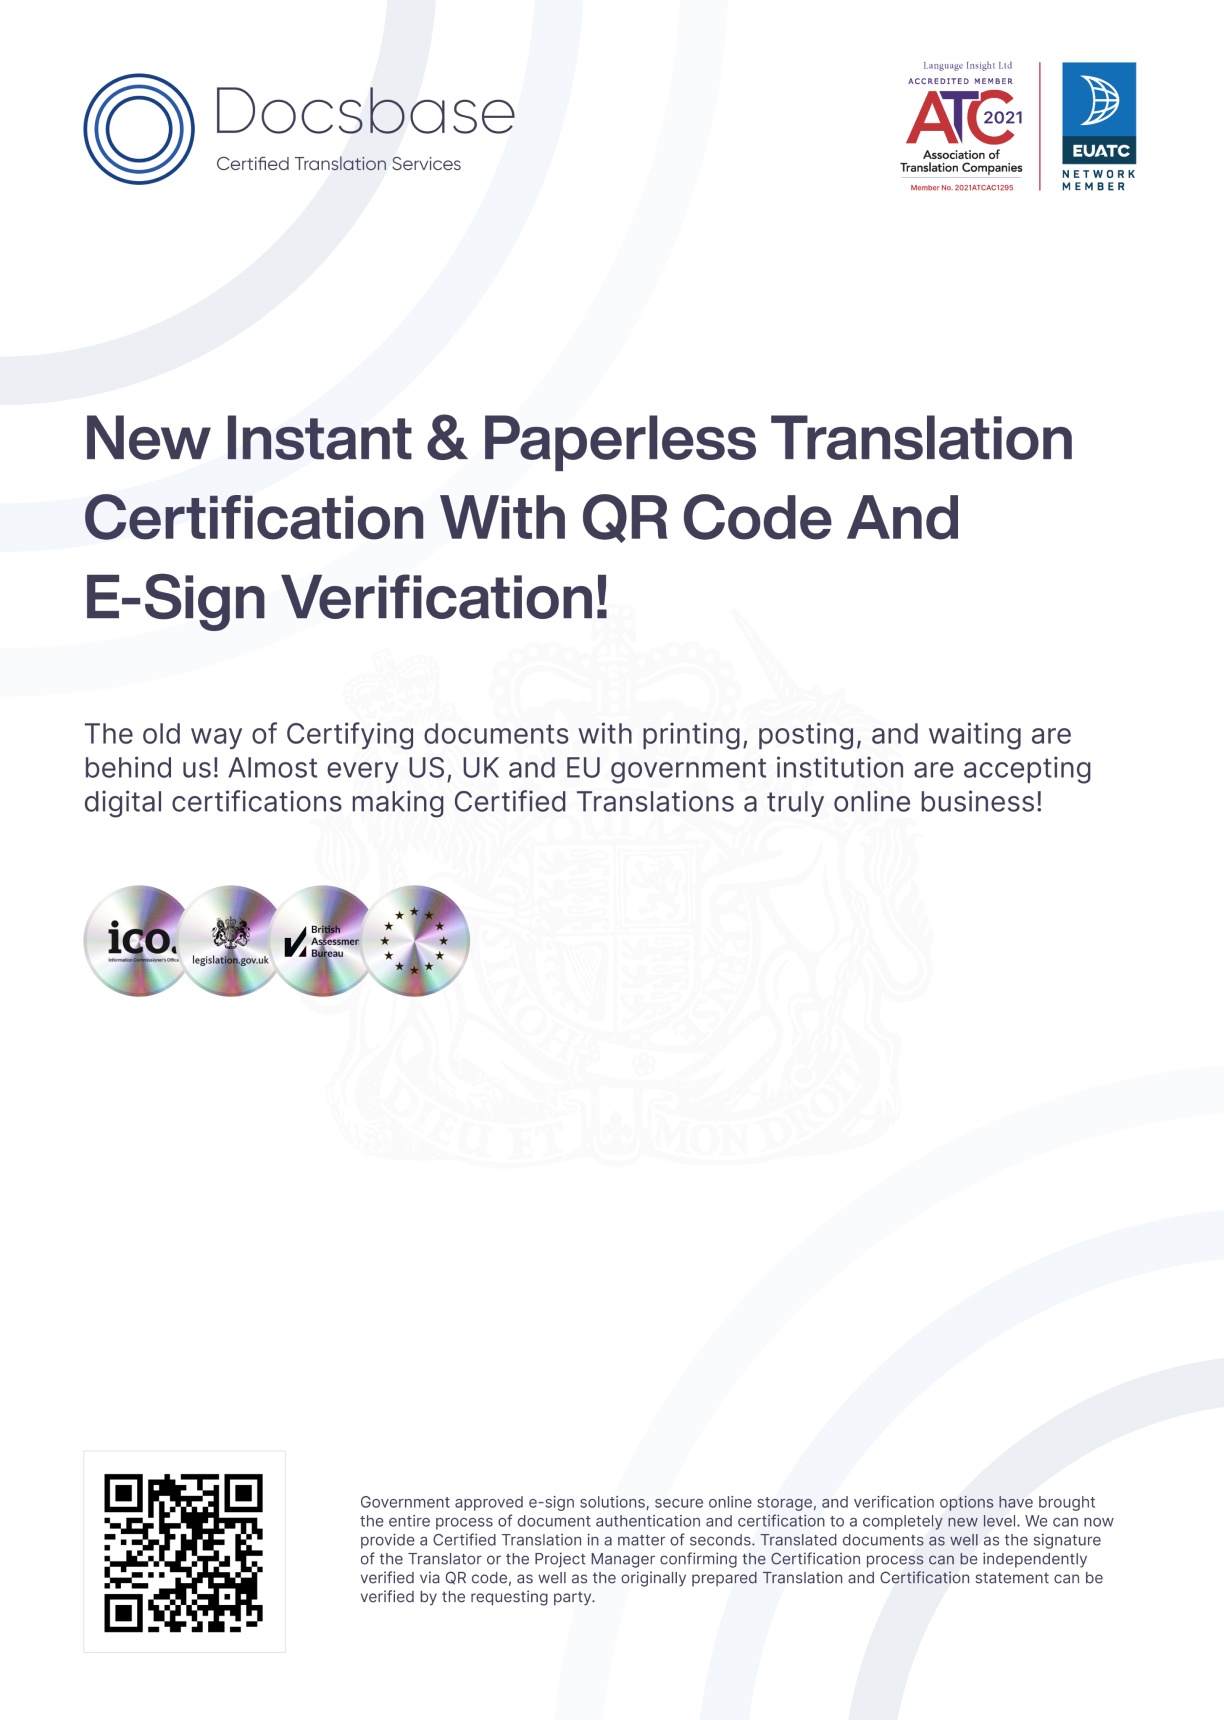 Docsbase
Certified Translation Services
Language Insight Ltd
ACCREDITED MEMBER
ATC 2021
Association of
Translation Companies
Member No. 2021ATCAC1295
EUATC
NETWORK
MEMBER
New Instant & Paperless Translation
Certification With QR Code And
E-Sign Verification!
The old way of Certifying documents with printing, posting, and waiting are
behind us! Almost every US, UK and EU government institution are accepting
digital certifications making Certified Translations a truly online business!
ico.
Information Commissioner's Office
legislation.gov.uk
British
Assessmen
Bureau
DIEU ET MON DROIT
Government approved e-sign solutions, secure online storage, and verification options have brought
the entire process of document authentication and certification to a completely new level. We can now
provide a Certified Translation in a matter of seconds. Translated documents as well as the signature
of the Translator or the Project Manager confirming the Certification process can be independently
verified via QR code, as well as the originally prepared Translation and Certification statement can be
verified by the requesting party.